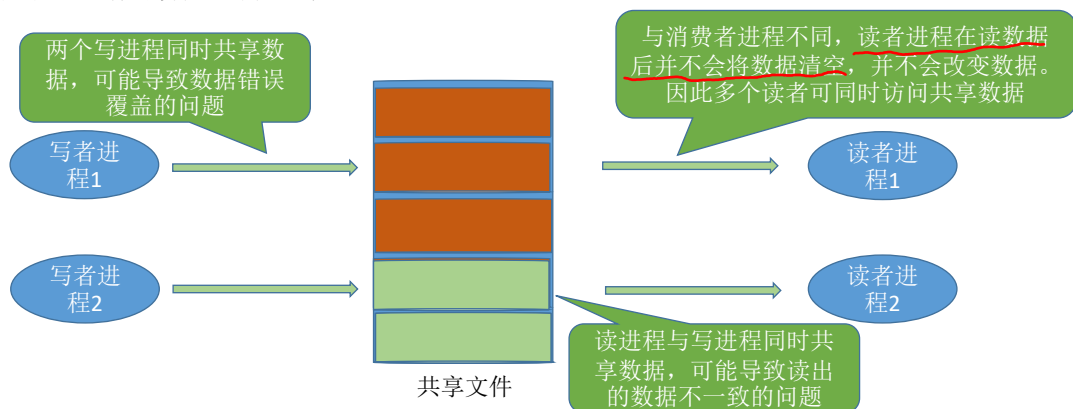 两个写进程同时共享数
据，可能导致数据错误
覆盖的问题
与消费者进程不同，读者进程在读数据
后并不会将数据清空，并不会改变数据。
因此多个读者可同时访问共享数据
写者进
程1
读者进
程1
写者进
程2
读者进
程2
读进程与写进程同时共
享数据，可能导致读出
的数据不一致的问题
共享文件